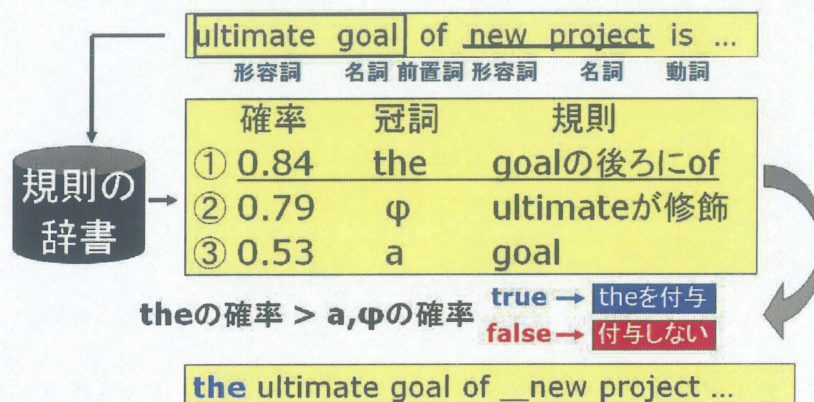 ultimate goal of new project is ...
形容詞 名詞 前置詞 形容詞 名詞 動詞
規則の
辞書
確率 冠詞 規則
① 0.84 the goalの後ろにof
② 0.79 φ ultimateが修飾
③ 0.53 a goal
theの確率 > a,φの確率
true → theを付与
false → 付与しない
the ultimate goal of _new project ...